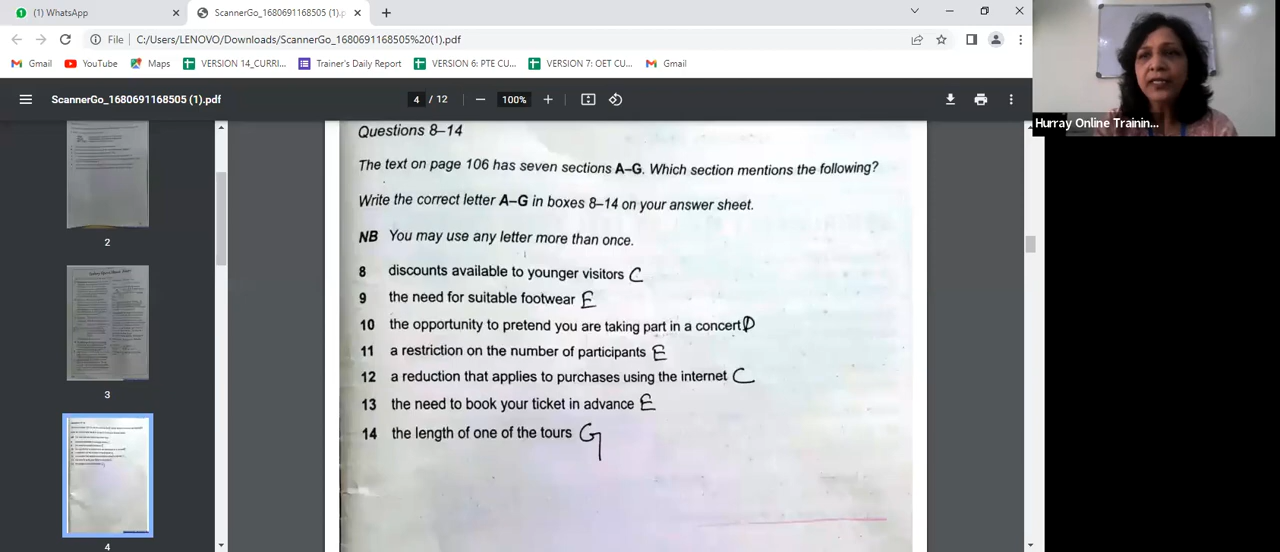 (1) WhatsApp
ScannerGo_1680691168505 (1).p
File C:/Users/LENOVO/Downloads/ScannerGo_1680691168505%20(1).pdf
Gmail YouTube Maps VERSION 14_CURRI... Trainer's Daily Report VERSION 6: PTE CU... VERSION 7: OET CU... Gmail
ScannerGo_1680691168505 (1).pdf 4 / 12 100%
Hurray Online Trainin...
2
3
4
Questions 8–14
The text on page 106 has seven sections A–G. Which section mentions the following?
Write the correct letter A–G in boxes 8–14 on your answer sheet.
NB You may use any letter more than once.
8 discounts available to younger visitors C
9 the need for suitable footwear E
10 the opportunity to pretend you are taking part in a concert D
11 a restriction on the number of participants E
12 a reduction that applies to purchases using the internet C
13 the need to book your ticket in advance E
14 the length of one of the tours G